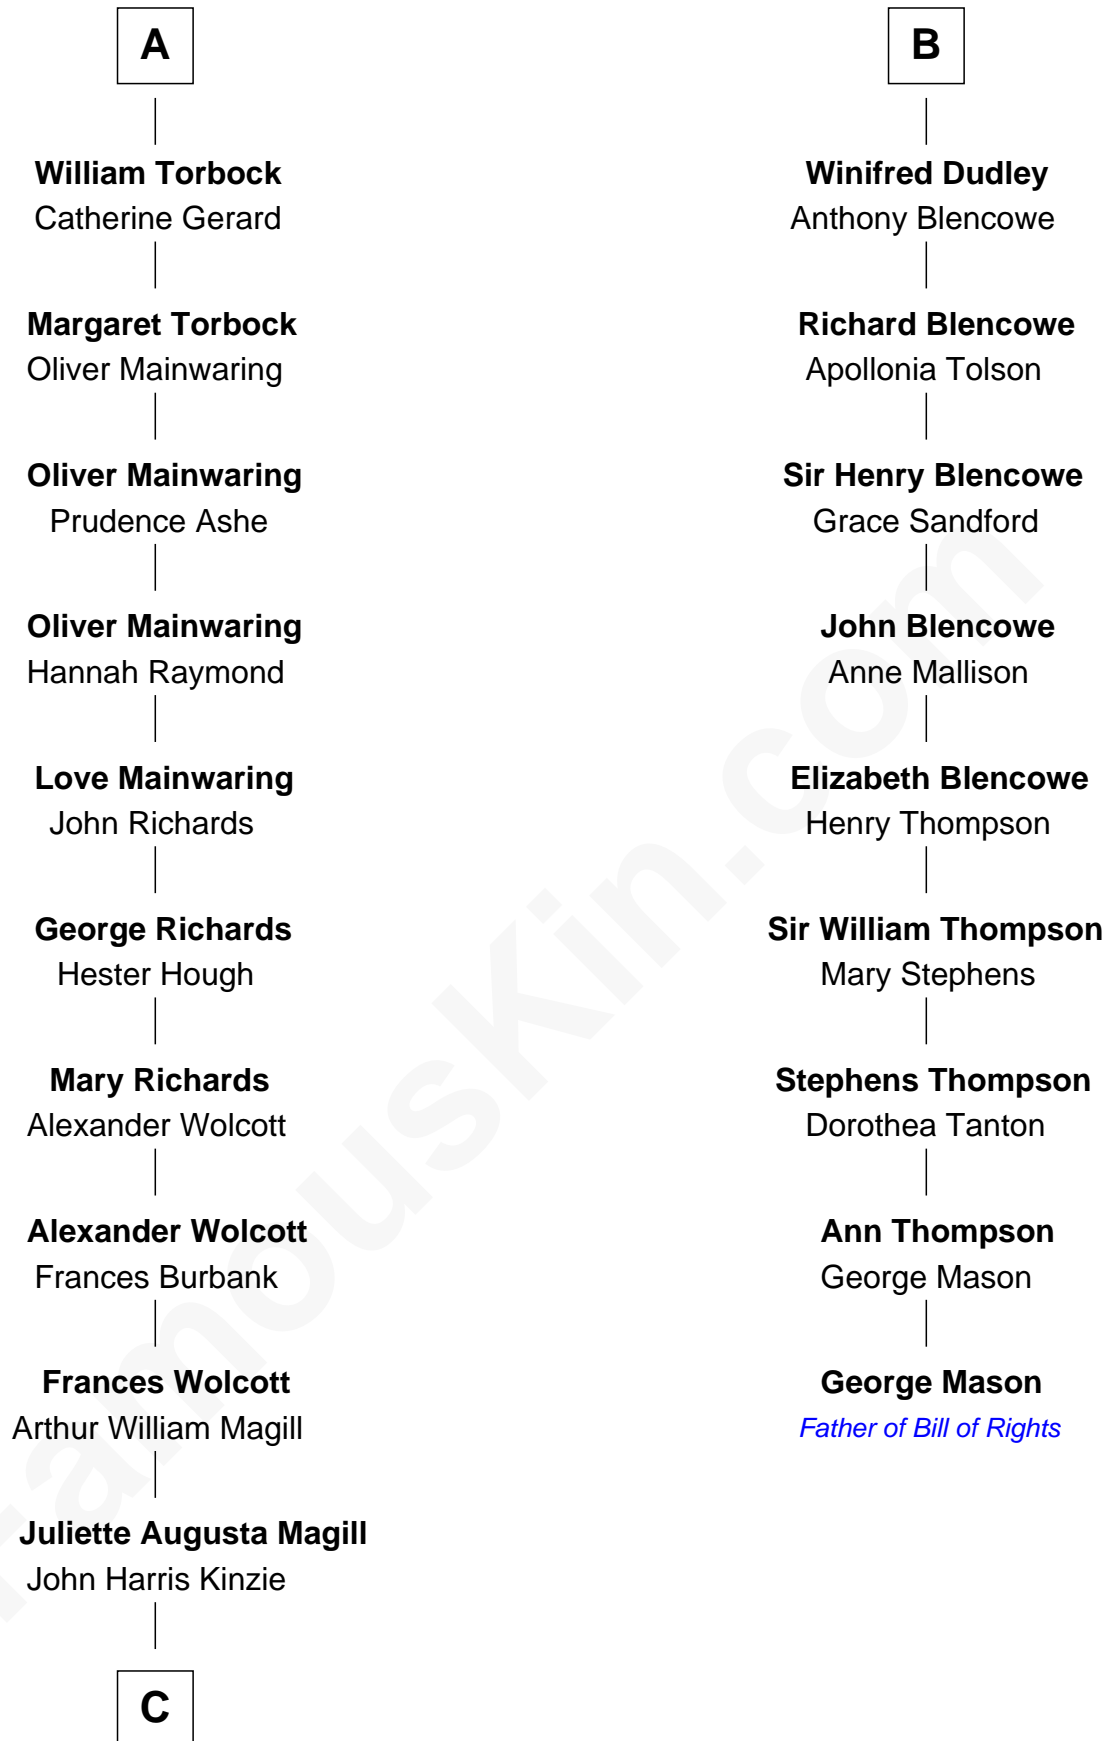 A
William Torbock
Catherine Gerard
Margaret Torbock
Oliver Mainwaring
Oliver Mainwaring
Prudence Ashe
Oliver Mainwaring
Hannah Raymond
Love Mainwaring
John Richards
George Richards
Hester Hough
Mary Richards
Alexander Wolcott
Alexander Wolcott
Frances Burbank
Frances Wolcott
Arthur William Magill
Juliette Augusta Magill
John Harris Kinzie
C
B
Winifred Dudley
Anthony Blencowe
Richard Blencowe
Apollonia Tolson
Sir Henry Blencowe
Grace Sandford
John Blencowe
Anne Mallison
Elizabeth Blencowe
Henry Thompson
Sir William Thompson
Mary Stephens
Stephens Thompson
Dorothea Tanton
Ann Thompson
George Mason
George Mason
Father of Bill of Rights
FamousKin.com